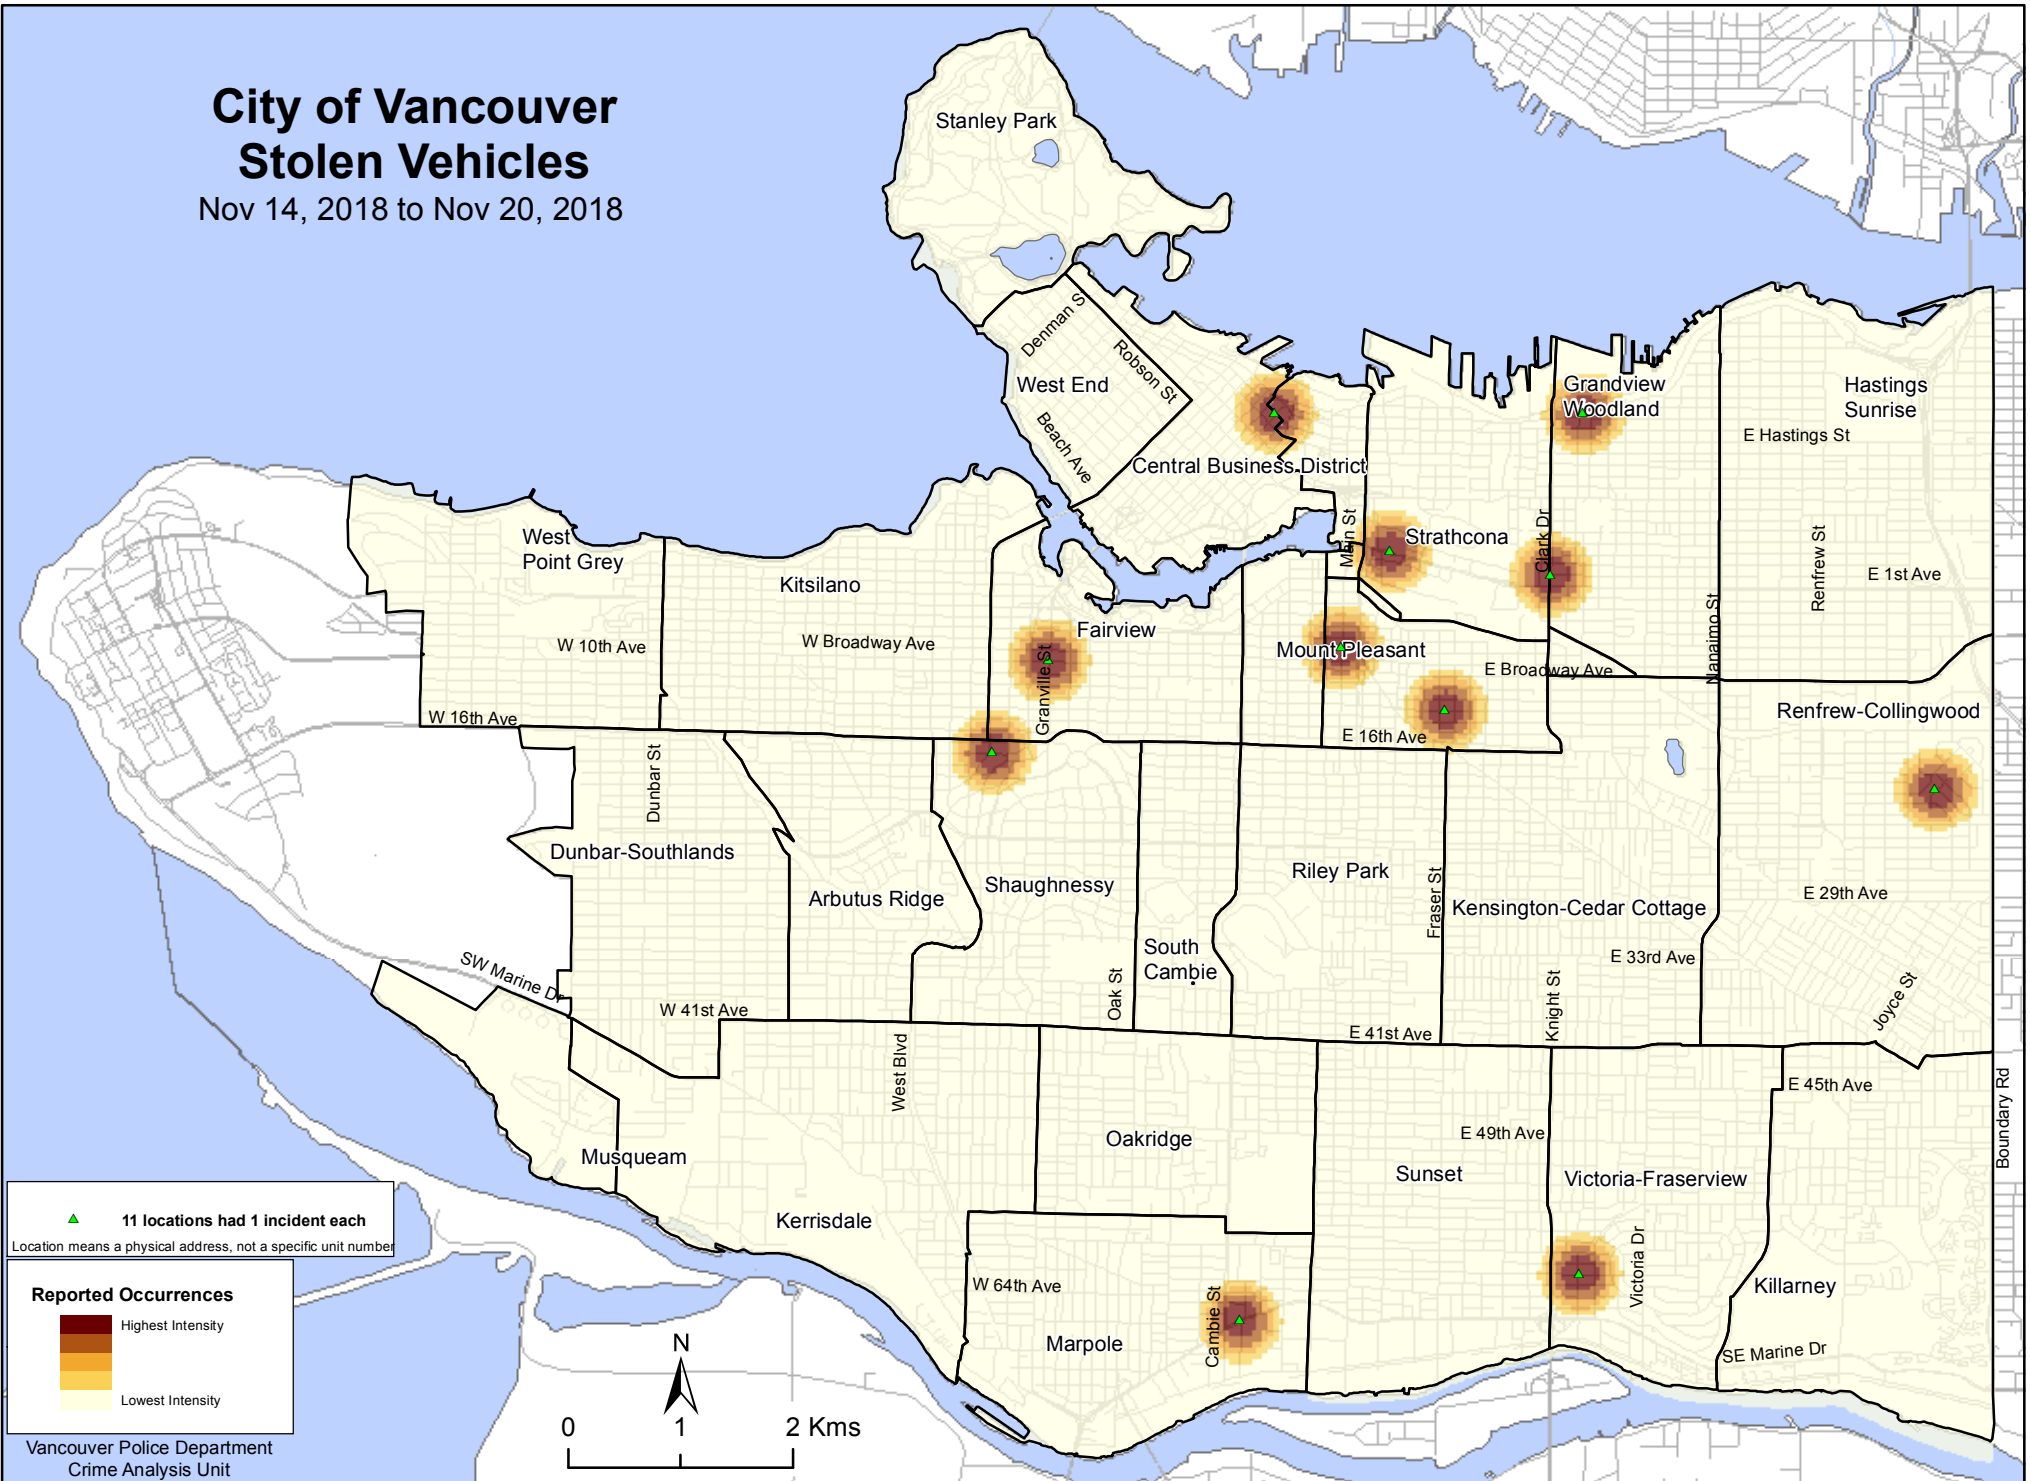 City of Vancouver
Stolen Vehicles
Nov 14, 2018 to Nov 20, 2018
Stanley Park
Denman S
Robson St
West End
Beach Ave
Central Business District
Grandview
Woodland
Hastings
Sunrise
E Hastings St
Main St
Strathcona
Clark Dr
Nanaimo St
Renfrew St
E 1st Ave
West
Point Grey
Kitsilano
W 10th Ave
W Broadway Ave
Fairview
Granville St
Mount Pleasant
E Broadway Ave
W 16th Ave
E 16th Ave
Renfrew-Collingwood
Dunbar St
Dunbar-Southlands
Arbutus Ridge
Shaughnessy
Riley Park
Fraser St
Kensington-Cedar Cottage
E 29th Ave
South
Cambie
E 33rd Ave
SW Marine Dr
W 41st Ave
Oak St
E 41st Ave
Knight St
Joyce St
West Blvd
E 45th Ave
Boundary Rd
Musqueam
Oakridge
E 49th Ave
Sunset
Victoria-Fraserview
Kerrisdale
W 64th Ave
Cambie St
Victoria Dr
Killarney
Marpole
SE Marine Dr
11 locations had 1 incident each
Location means a physical address, not a specific unit number
Reported Occurrences
Highest Intensity
Lowest Intensity
N
0 1 2 Kms
Vancouver Police Department
Crime Analysis Unit